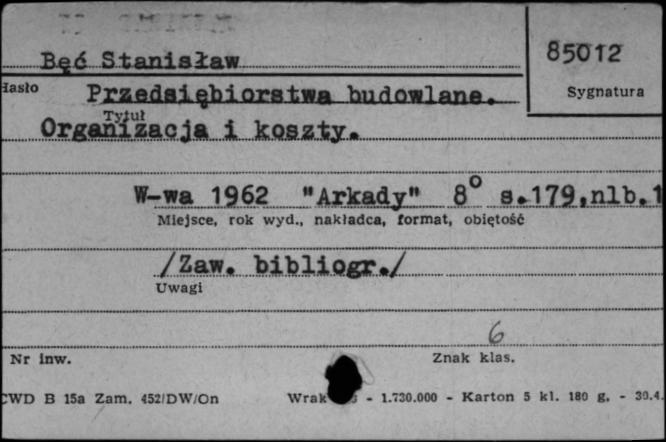 Bęć Stanisław
85012
Hasło
Sygnatura
Przedsiębiorstwa budowlane.
Tytuł
Organizacja i koszty.
W-wa 1962 "Arkady" 8° s.179,nlb.1
Miejsce, rok wyd., nakładca, format, objętość
/Zaw. bibliogr./
Uwagi
6
Nr inw.
Znak klas.
CWD B 15a Zam. 452/DW/On
- 1.730.000 - Karton 5 kl. 180 g. - 30.4.